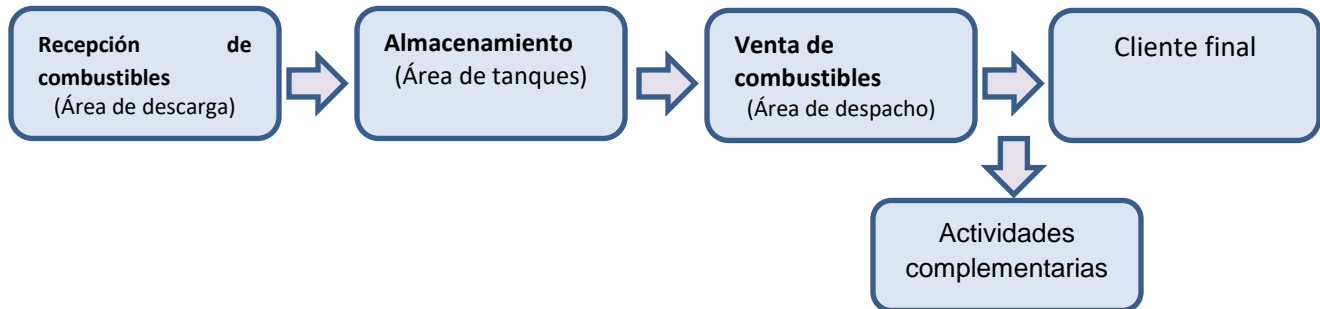 Recepción de
combustibles
(Área de descarga)
Almacenamiento
(Área de tanques)
Venta de
combustibles
(Área de despacho)
Cliente final
Actividades
complementarias